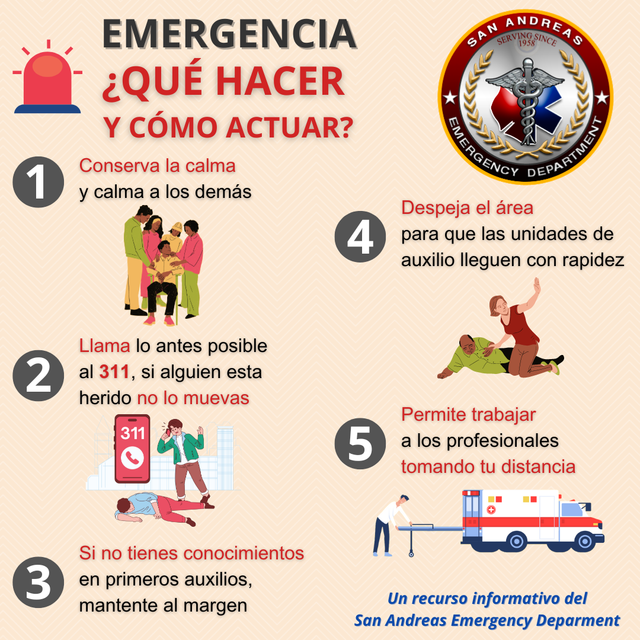 EMERGENCIA
¿QUÉ HACER
Y CÓMO ACTUAR?
SAN ANDREAS
SERVING SINCE
1958
EMERGENCY DEPARTMENT
1
Conserva la calma
y calma a los demás
2
Llama lo antes posible
al 311, si alguien esta
herido no lo muevas
311
3
Si no tienes conocimientos
en primeros auxilios,
mantente al margen
4
Despeja el área
para que las unidades de
auxilio lleguen con rapidez
5
Permite trabajar
a los profesionales
tomando tu distancia
Un recurso informativo del
San Andreas Emergency Deparment